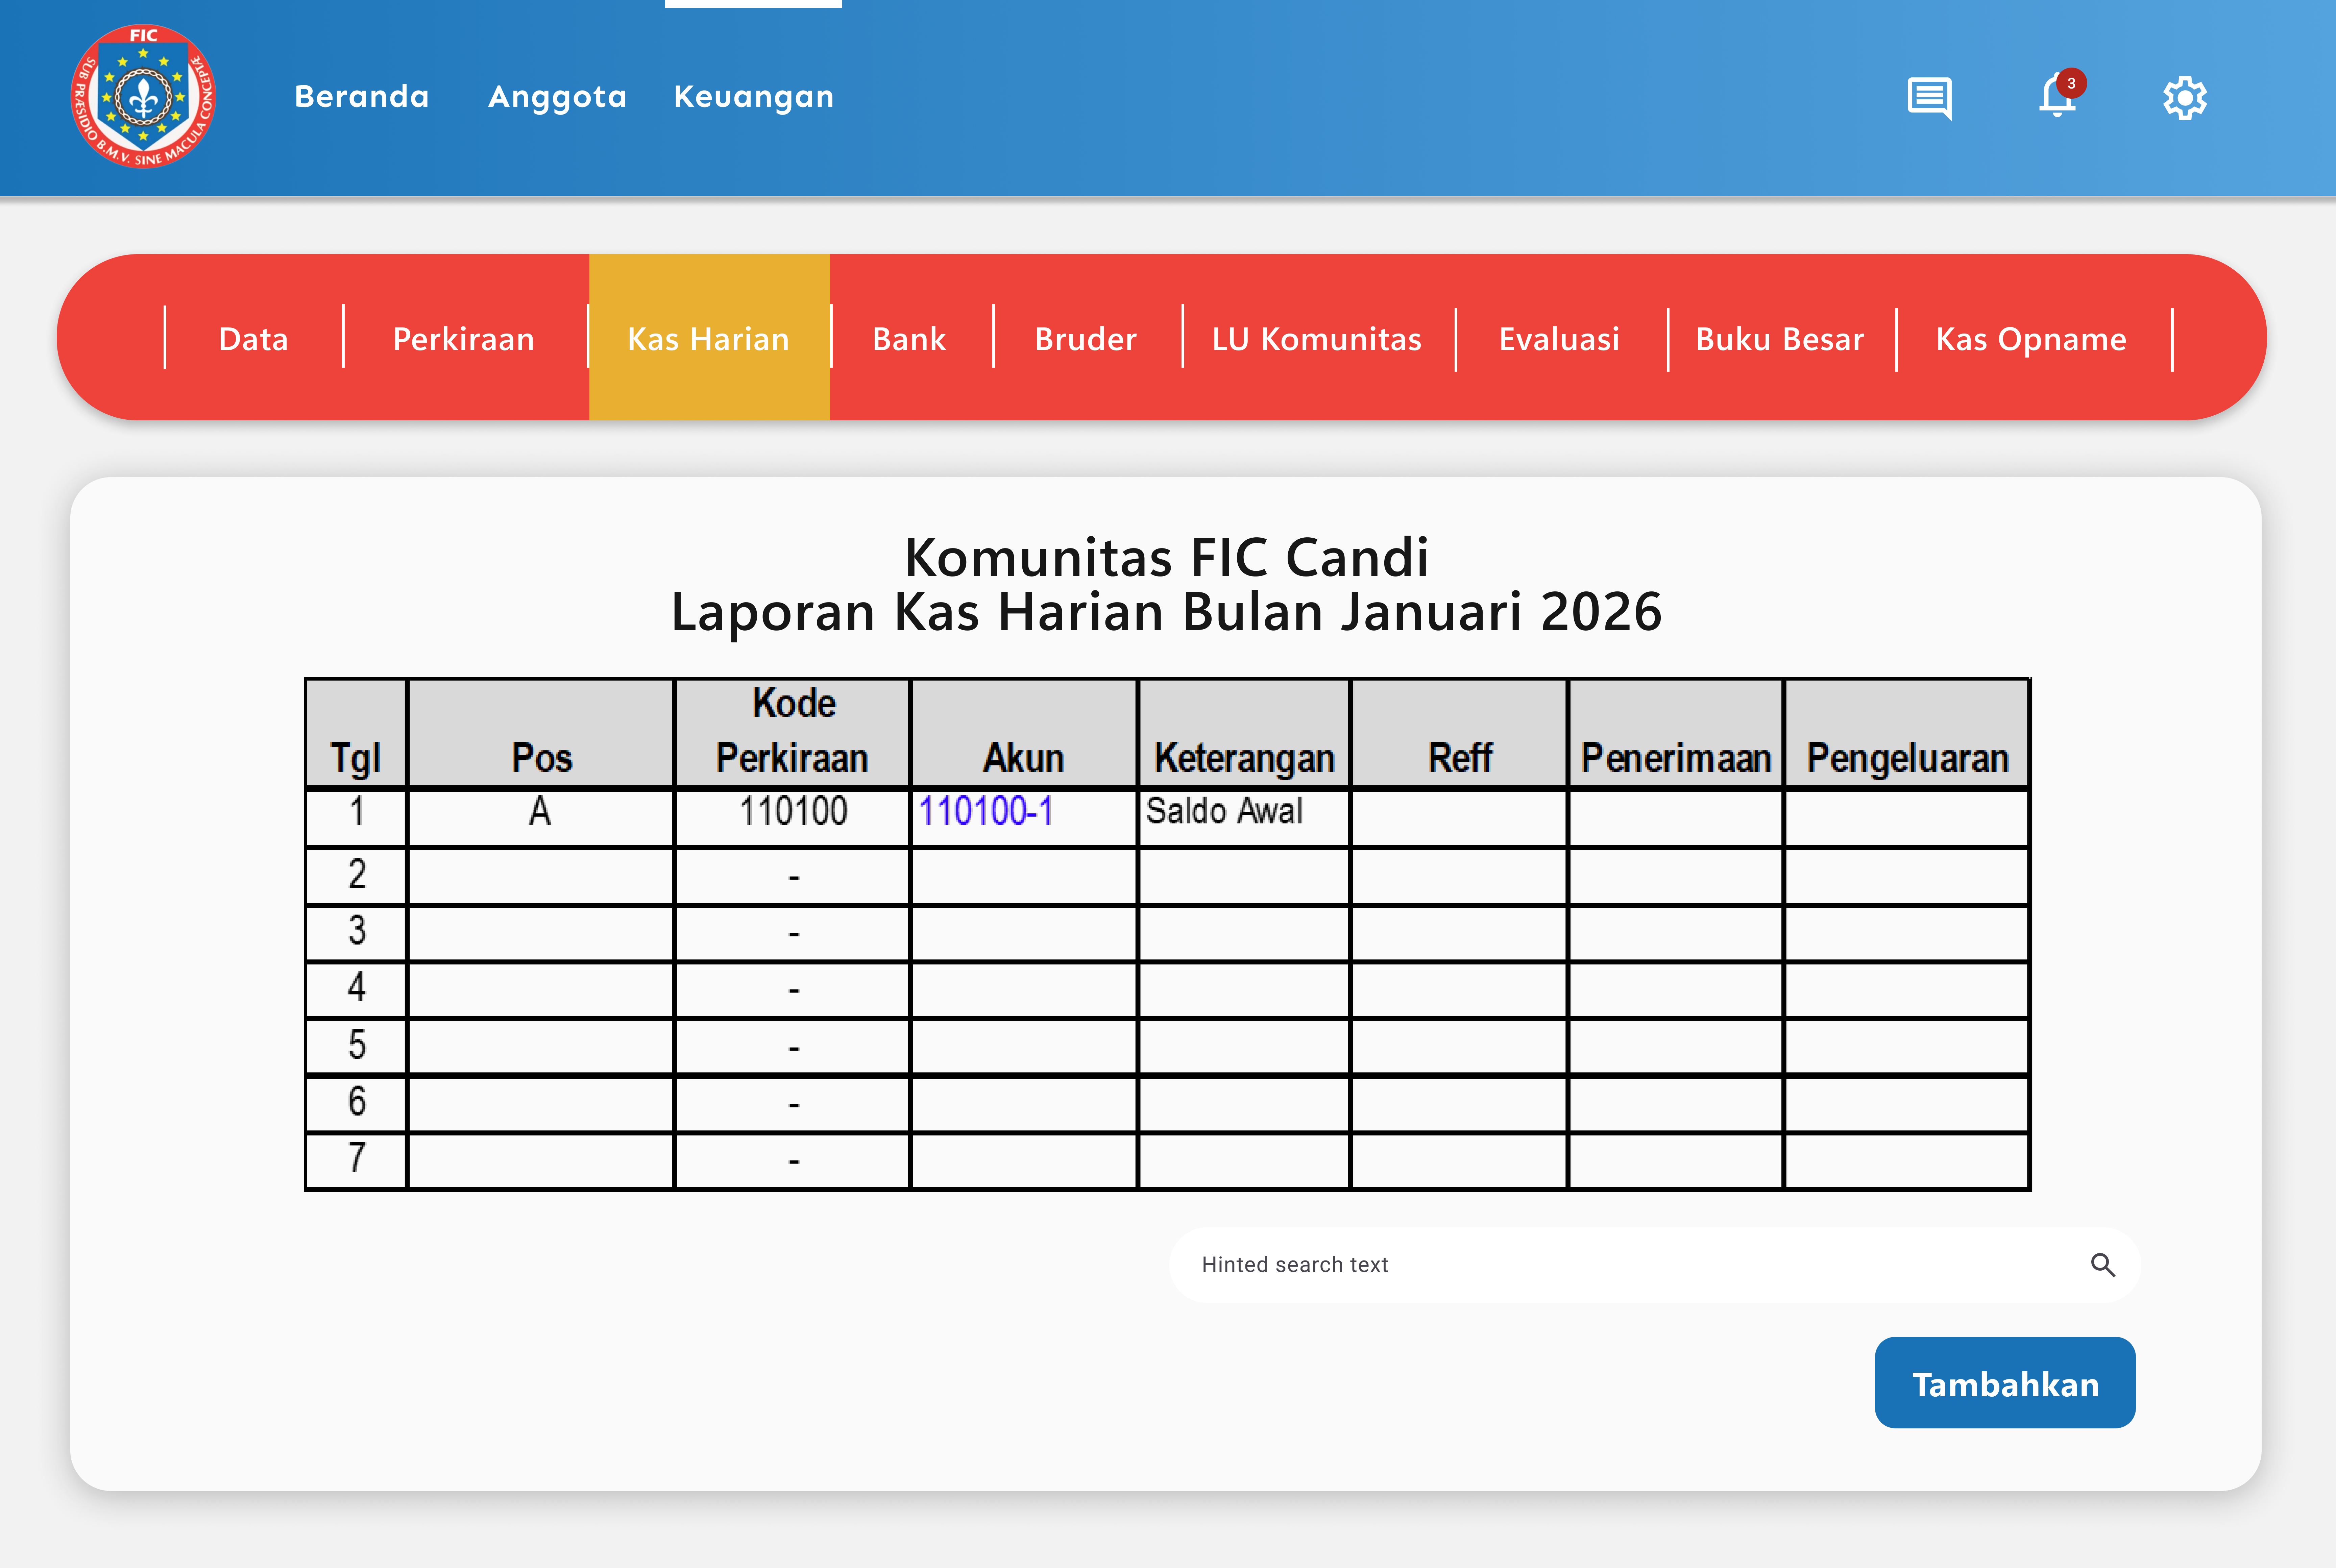 FIC
SUB PRÆSIDIO B.M.V. SINE MACULA CONCEPTÆ
Beranda Anggota Keuangan
3
Data Perkiraan Kas Harian Bank Bruder LU Komunitas Evaluasi Buku Besar Kas Opname
Komunitas FIC Candi
Laporan Kas Harian Bulan Januari 2026
Tgl Pos Kode Perkiraan Akun Keterangan Reff Penerimaan Pengeluaran
1 A 110100 110100-1 Saldo Awal
2 -
3 -
4 -
5 -
6 -
7 -
Hinted search text
Tambahkan